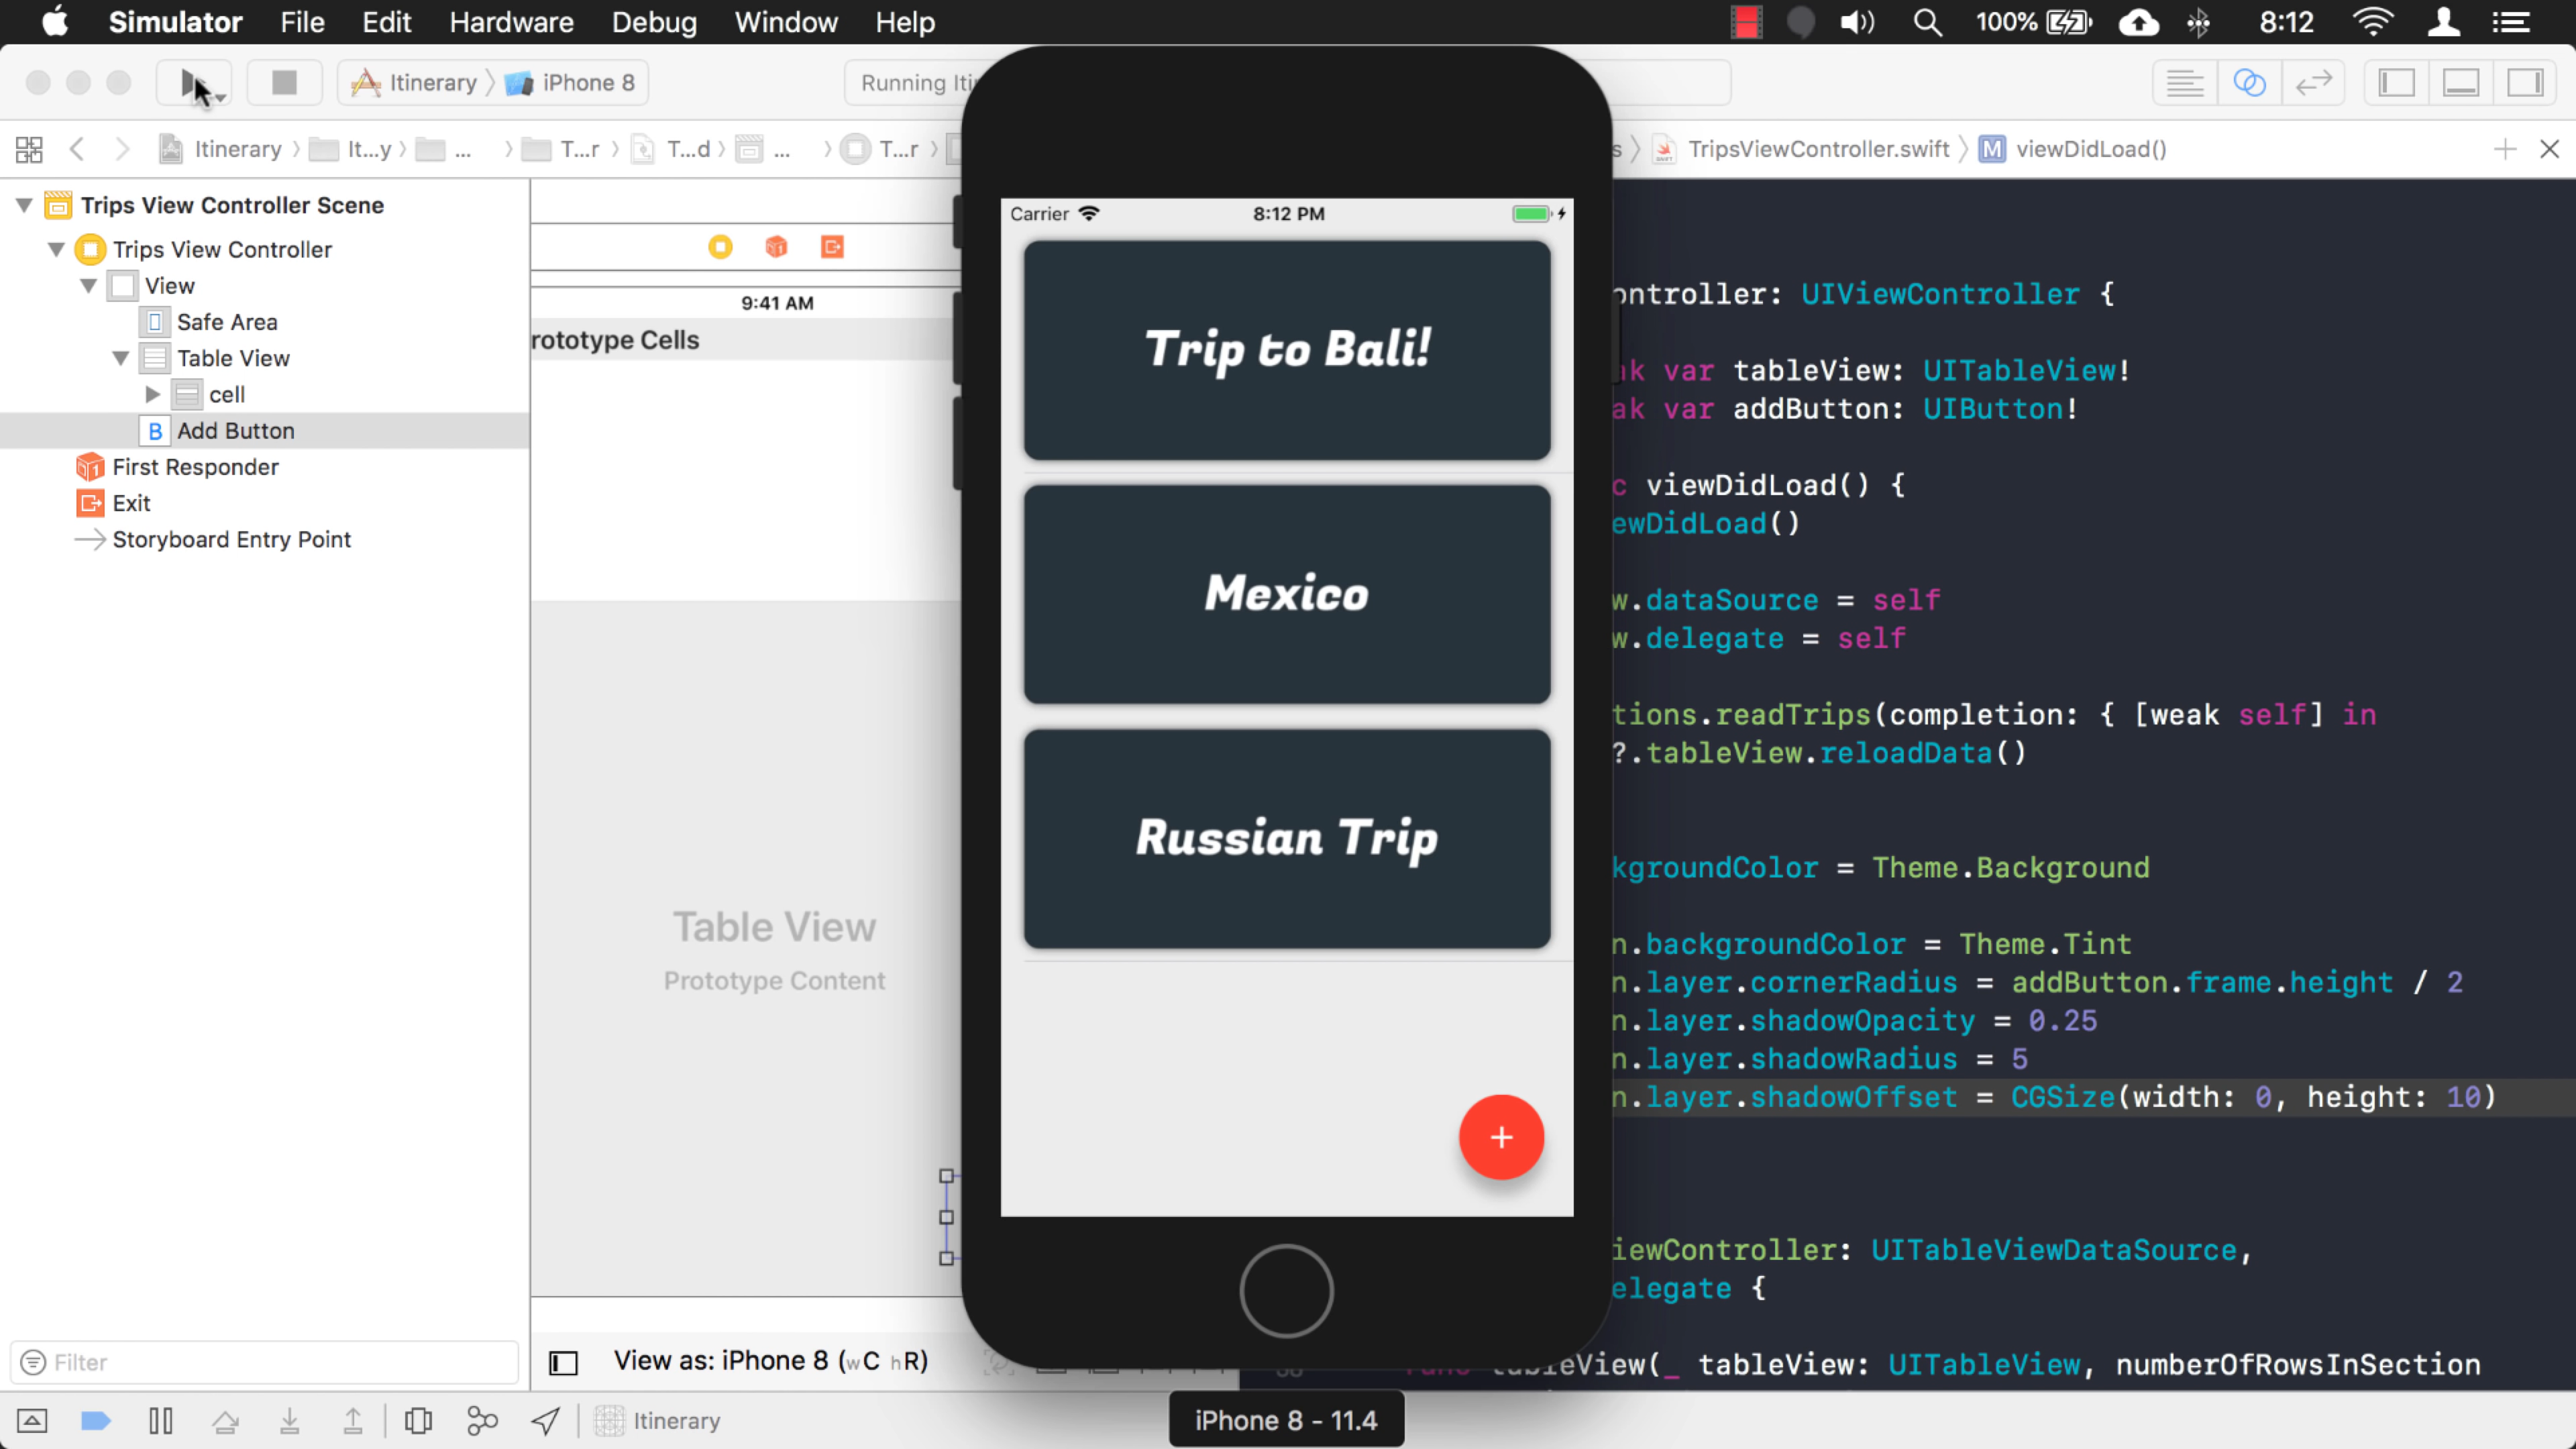 Simulator File Edit Hardware Debug Window Help 100% 8:12
Itinerary iPhone 8
Running Iti
Itinerary It...y ... T...r T...d ... T...r
s TripsViewController.swift M viewDidLoad()
Trips View Controller Scene
Trips View Controller
View
Safe Area
Table View
cell
B Add Button
First Responder
Exit
Storyboard Entry Point
Filter
9:41 AM
rototype Cells
Table View
Prototype Content
View as: iPhone 8 (wC hR)
Carrier 8:12 PM
Trip to Bali!
Mexico
Russian Trip
+
iPhone 8 - 11.4
ontroller: UIViewController {
ak var tableView: UITableView!
ak var addButton: UIButton!
c viewDidLoad() {
ewDidLoad()
w.dataSource = self
w.delegate = self
tions.readTrips(completion: { [weak self] in
?.tableView.reloadData()
kgroundColor = Theme.Background
n.backgroundColor = Theme.Tint
n.layer.cornerRadius = addButton.frame.height / 2
n.layer.shadowOpacity = 0.25
n.layer.shadowRadius = 5
n.layer.shadowOffset = CGSize(width: 0, height: 10)
iewController: UITableViewDataSource,
elegate {
func tableView(_ tableView: UITableView, numberOfRowsInSection
Itinerary